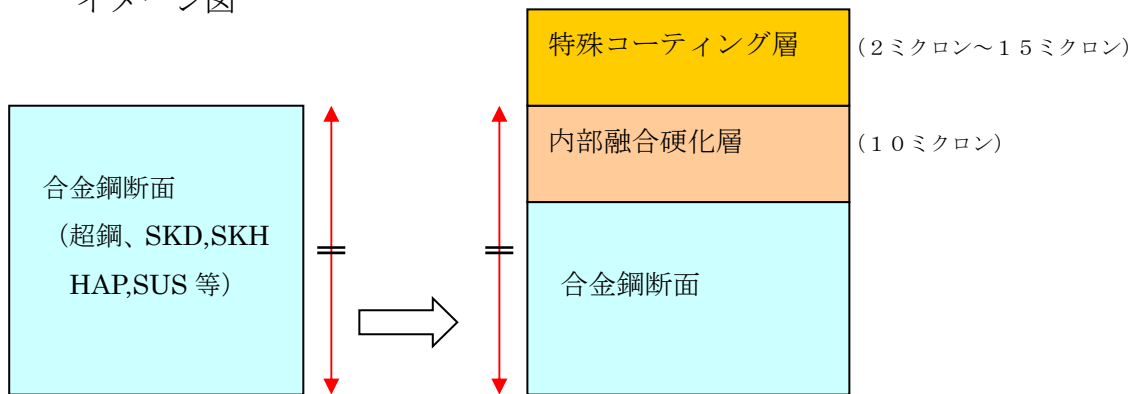 イメージ図
特殊コーティング層
(2ミクロン~15ミクロン)
内部融合硬化層
(10ミクロン)
合金鋼断面
(超鋼、SKD,SKH
HAP,SUS 等)
合金鋼断面